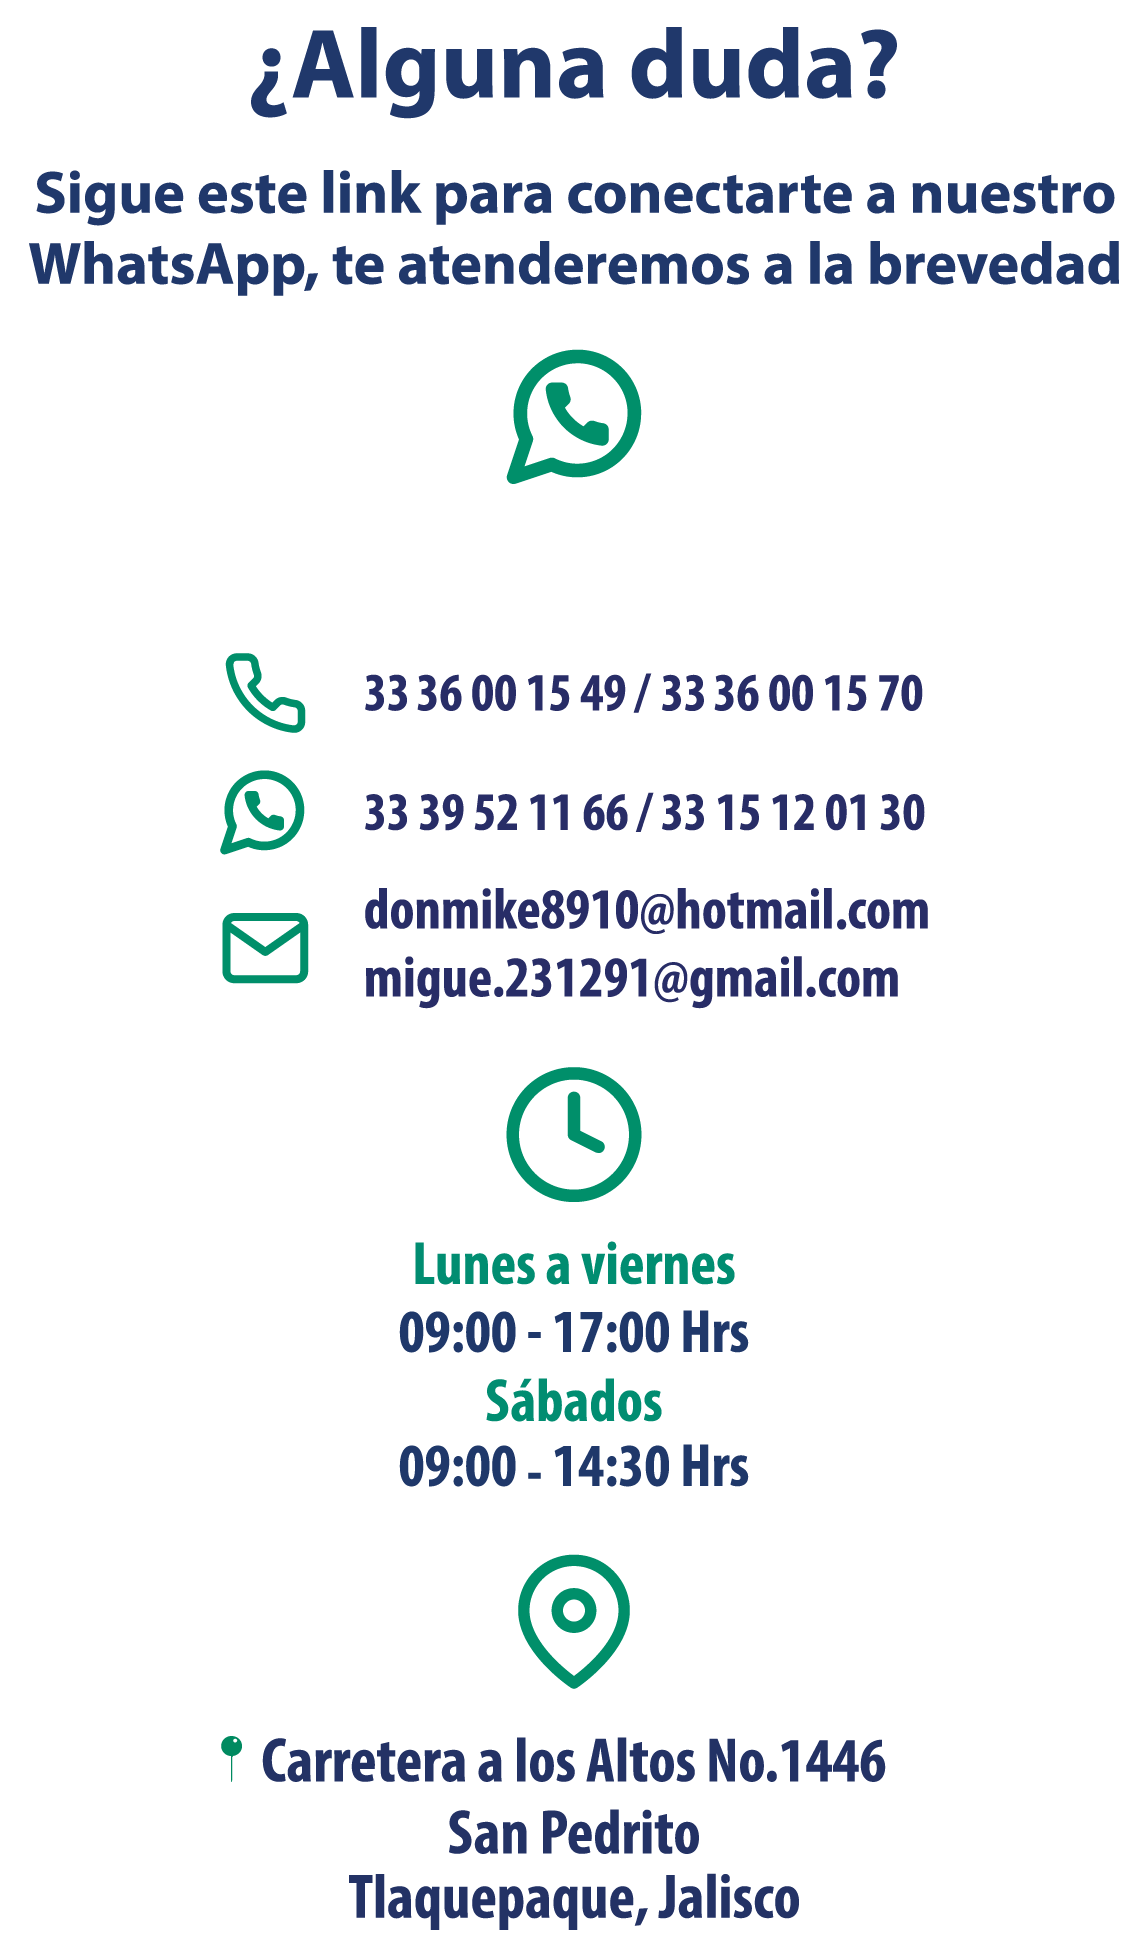 ¿Alguna duda?
Sigue este link para conectarte a nuestro
WhatsApp, te atenderemos a la brevedad
33 36 00 15 49 / 33 36 00 15 70
33 39 52 11 66 / 33 15 12 01 30
donmike8910@hotmail.com
migue.231291@gmail.com
Lunes a viernes
09:00 - 17:00 Hrs
Sábados
09:00 - 14:30 Hrs
Carretera a los Altos No.1446
San Pedrito
Tlaquepaque, Jalisco